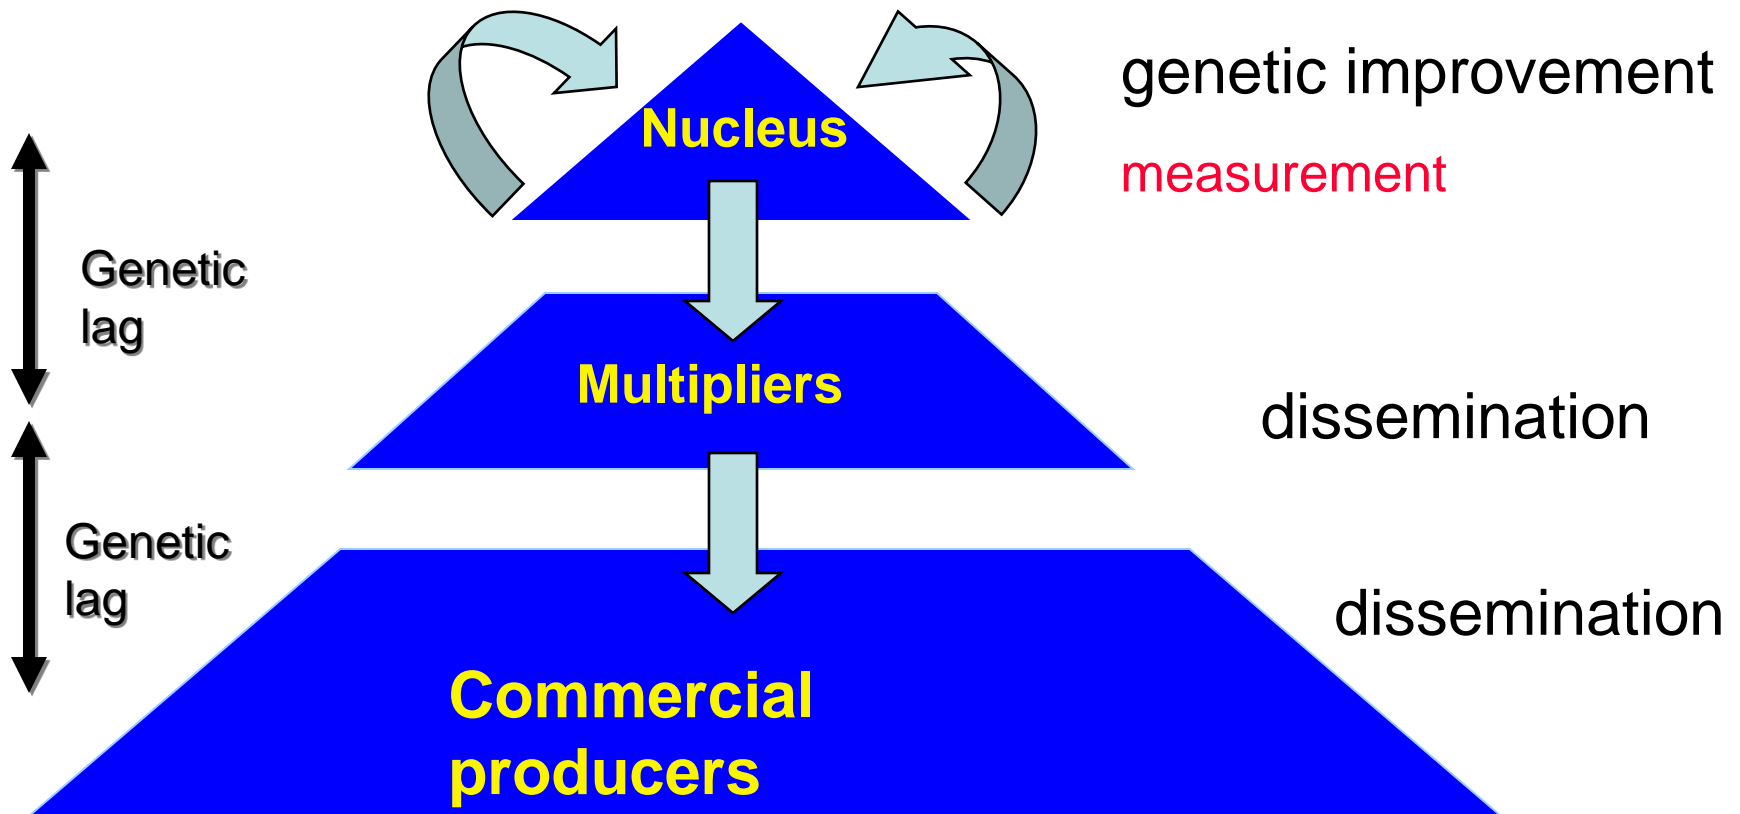 genetic improvement
Nucleus
measurement
Genetic
lag
Multipliers
dissemination
Genetic
lag
dissemination
Commercial
producers